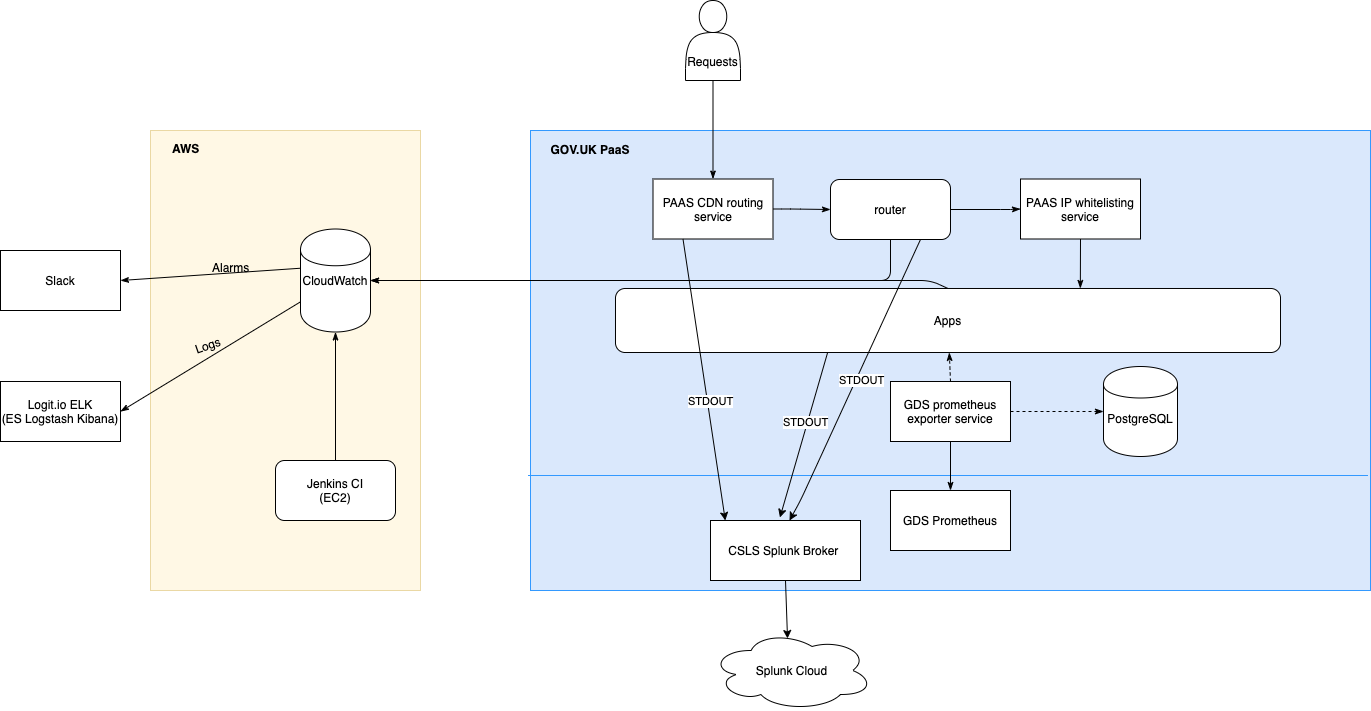 Requests
AWS
GOV.UK PaaS
PAAS CDN routing
service
router
PAAS IP whitelisting
service
Slack
Alarms
CloudWatch
Apps
Logs
STDOUT
STDOUT
STDOUT
Logit.io ELK
(ES Logstash Kibana)
GDS prometheus
exporter service
PostgreSQL
Jenkins CI
(EC2)
GDS Prometheus
CSLS Splunk Broker
Splunk Cloud